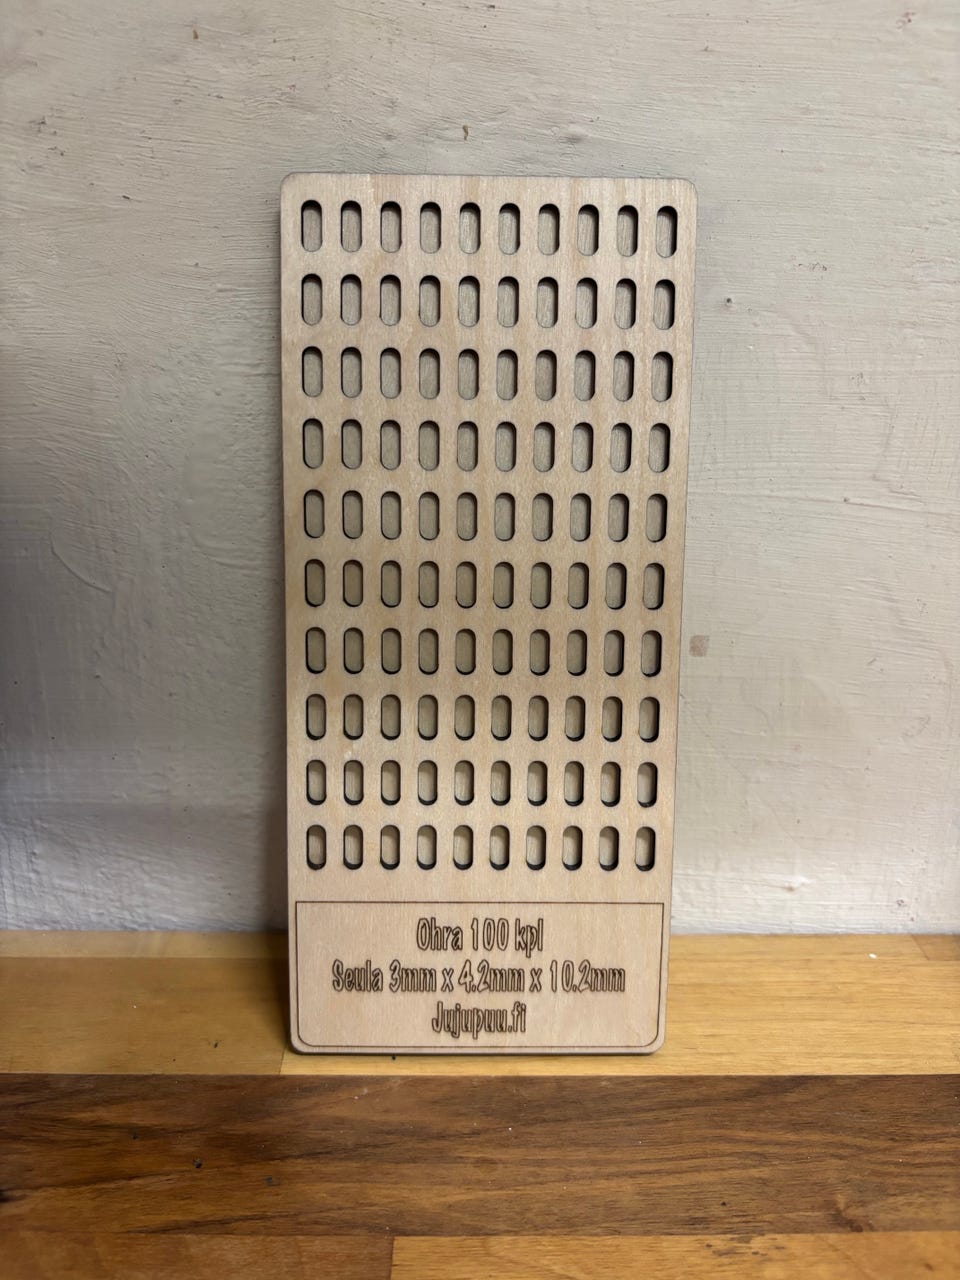 Ohra 100 kpl
Seula 3mm x 4.2mm x 10.2mm
Jujupuu.fi